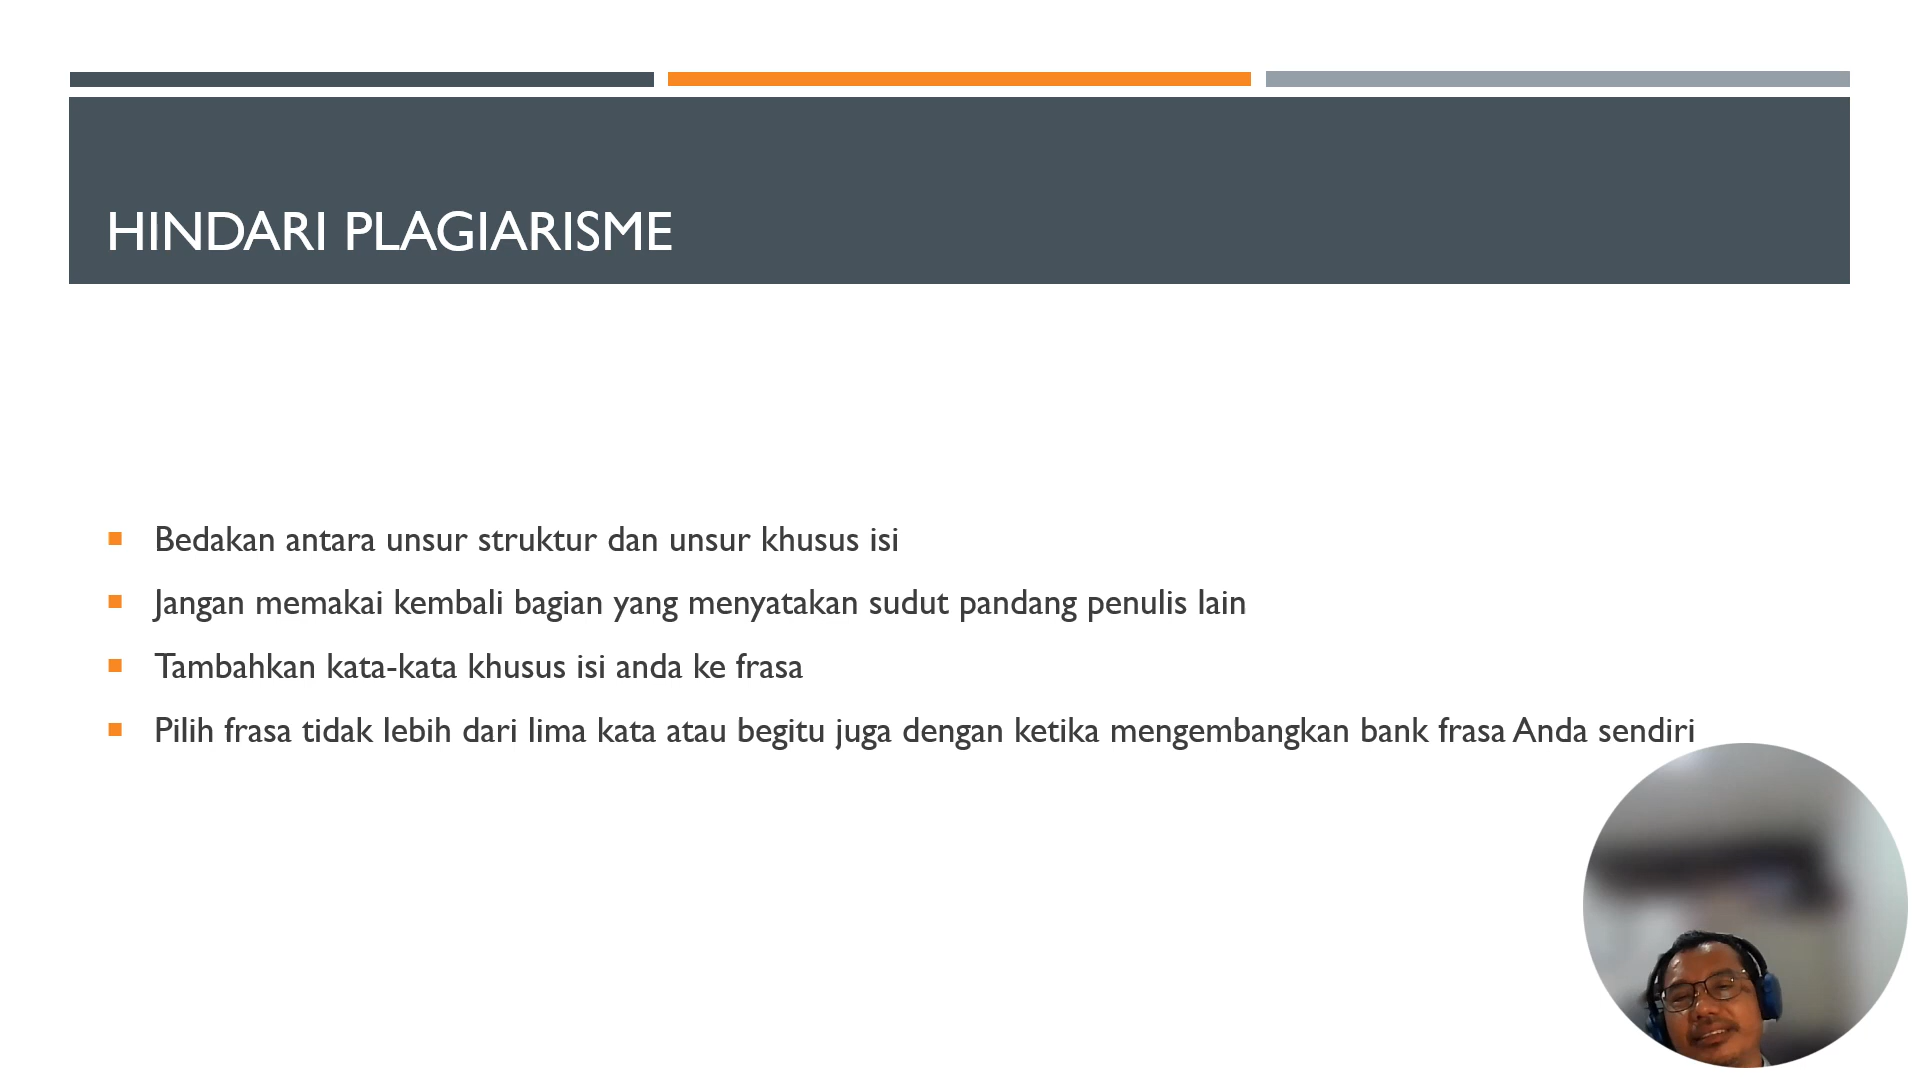 HINDARI PLAGIARISME
Bedakan antara unsur struktur dan unsur khusus isi
Jangan memakai kembali bagian yang menyatakan sudut pandang penulis lain
Tambahkan kata-kata khusus isi anda ke frasa
Pilih frasa tidak lebih dari lima kata atau begitu juga dengan ketika mengembangkan bank frasa Anda sendiri